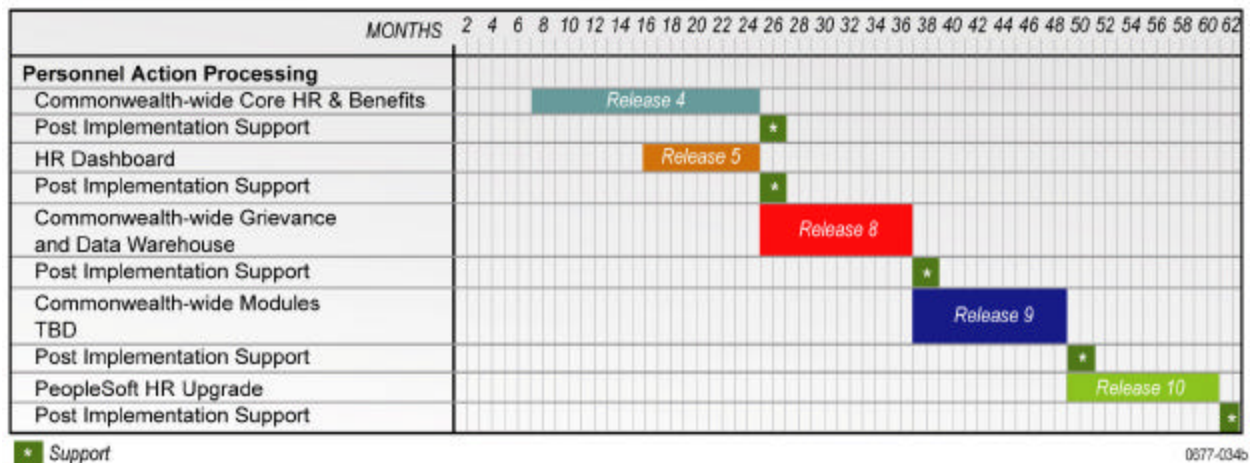 MONTHS 2 4 6 8 10 12 14 16 18 20 22 24 26 28 30 32 34 36 38 40 42 44 46 48 50 52 54 56 58 60 62
Personnel Action Processing
Commonwealth-wide Core HR & Benefits Release 4
Post Implementation Support *
HR Dashboard Release 5
Post Implementation Support *
Commonwealth-wide Grievance
and Data Warehouse Release 8
Post Implementation Support *
Commonwealth-wide Modules
TBD Release 9
Post Implementation Support *
PeopleSoft HR Upgrade Release 10
Post Implementation Support *
* Support 0677-034b